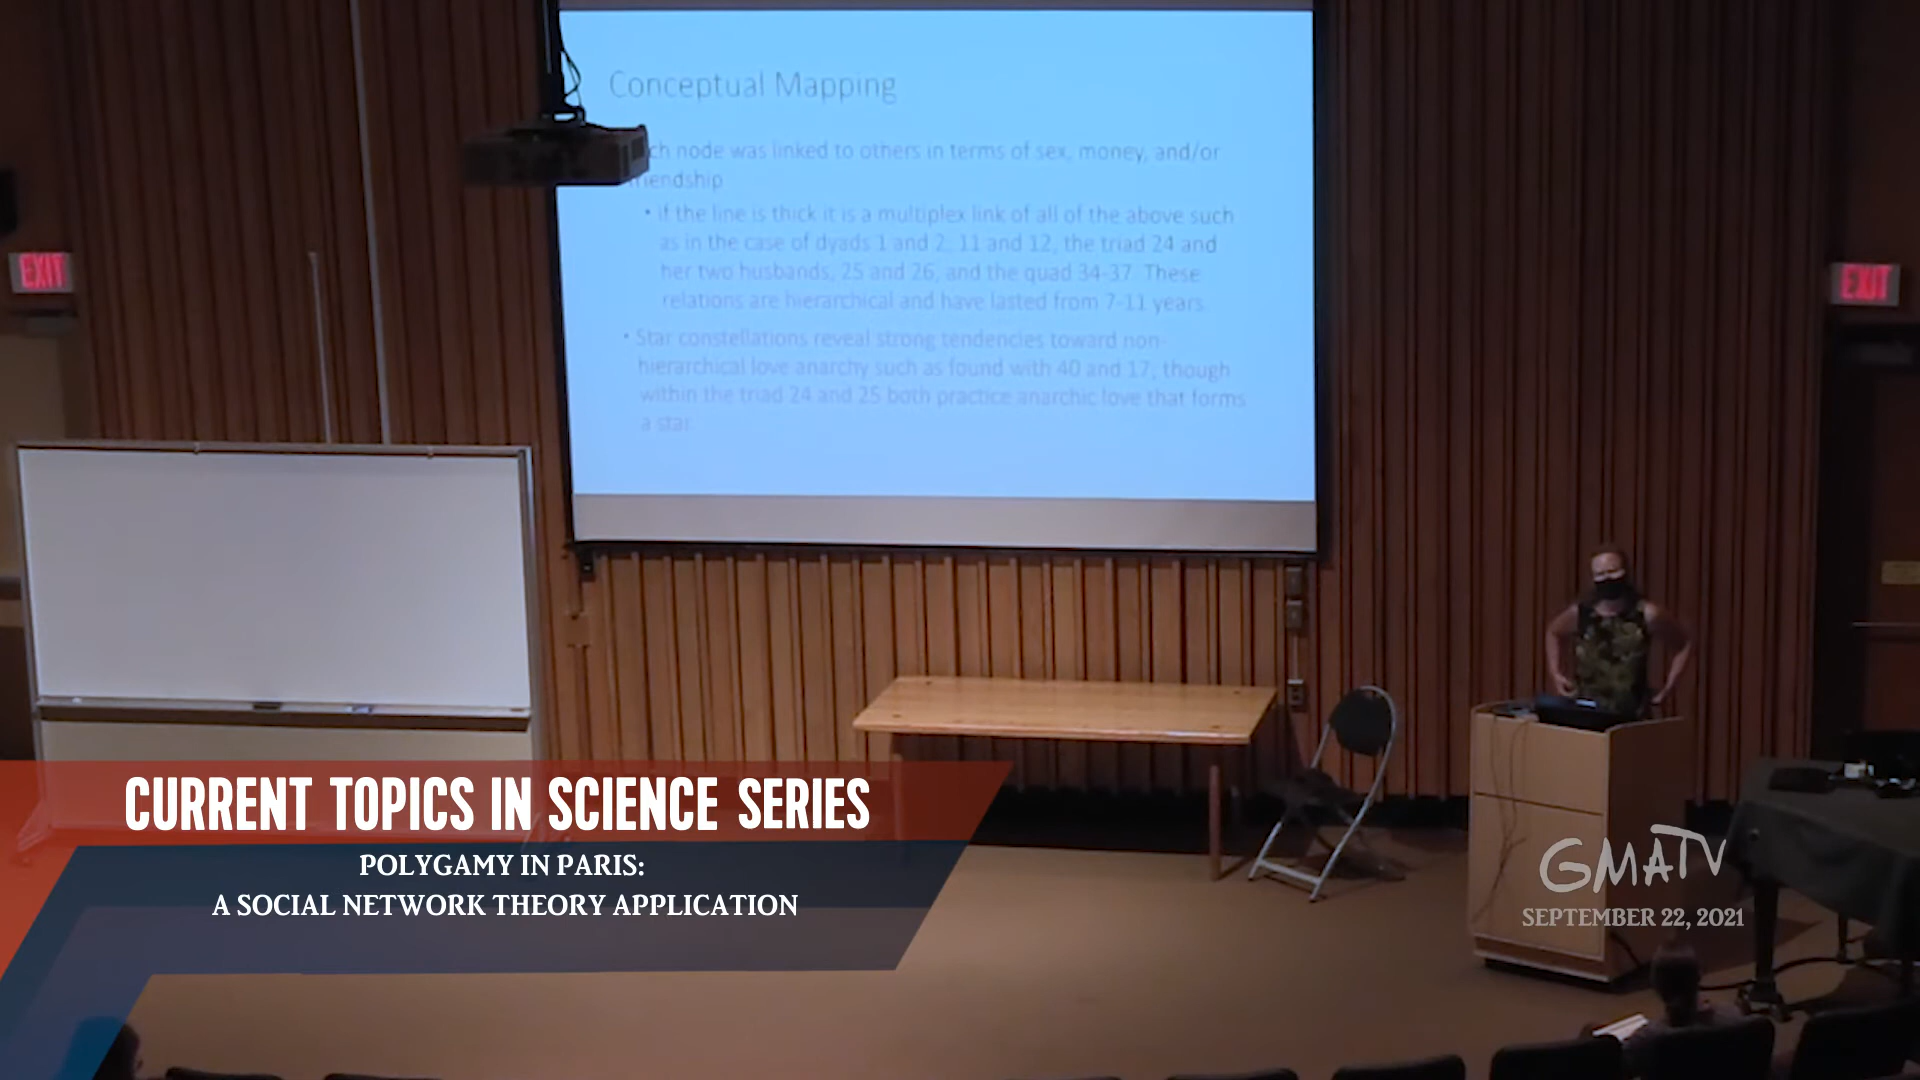 Conceptual Mapping
ch node was linked to others in terms of sex, money, and/or
iendship
• if the line is thick it is a multiplex link of all of the above such
as in the case of dyads 1 and 2, 11 and 12, the triad 24 and
her two husbands, 25 and 26, and the quad 34-37. These
relations are hierarchical and have lasted from 7-11 years.
• Star constellations reveal strong tendencies toward non-
hierarchical love anarchy such as found with 40 and 17, though
within the triad 24 and 25 both practice anarchic love that forms
a star.
EXIT
EXIT
CURRENT TOPICS IN SCIENCE SERIES
POLYGAMY IN PARIS:
A SOCIAL NETWORK THEORY APPLICATION
GMATV
SEPTEMBER 22, 2021